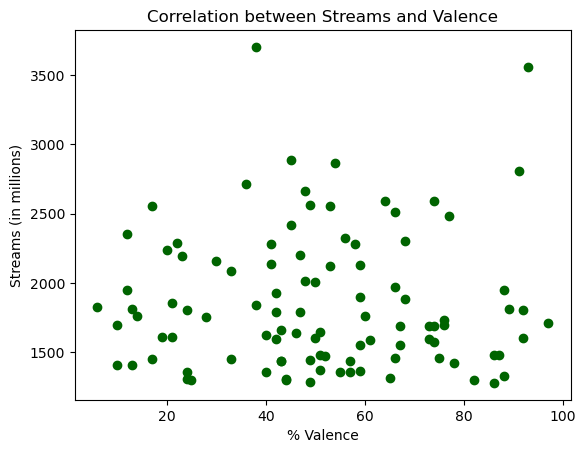 Correlation between Streams and Valence
3500
3000
2500
2000
1500
Streams (in millions)
20 40 60 80 100
% Valence